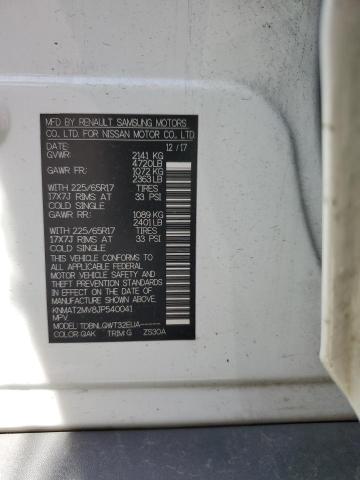 MFD BY RENAULT SAMSUNG MOTORS
CO., LTD. FOR NISSAN MOTOR CO., LTD.
DATE: 12 / 17
GVWR: 2141 KG
4720LB
GAWR FR: 1072 KG
2363LB
WITH 225/65R17 TIRES
17X7J RIMS AT 33 PSI
COLD SINGLE
GAWR RR: 1089 KG
2401LB
WITH 225/65R17 TIRES
17X7J RIMS AT 33 PSI
COLD SINGLE
THIS VEHICLE CONFORMS TO ALL
APPLICABLE FEDERAL MOTOR VEHICLE
SAFETY STANDARDS IN EFFECT ON THE
DATE OF MANUFACTURE SHOWN ABOVE.
KNMAT2MV8JP540041
MPV
MODEL TDBNLQWT32EUA-----
COLOR QAK TRIM G ZS30A